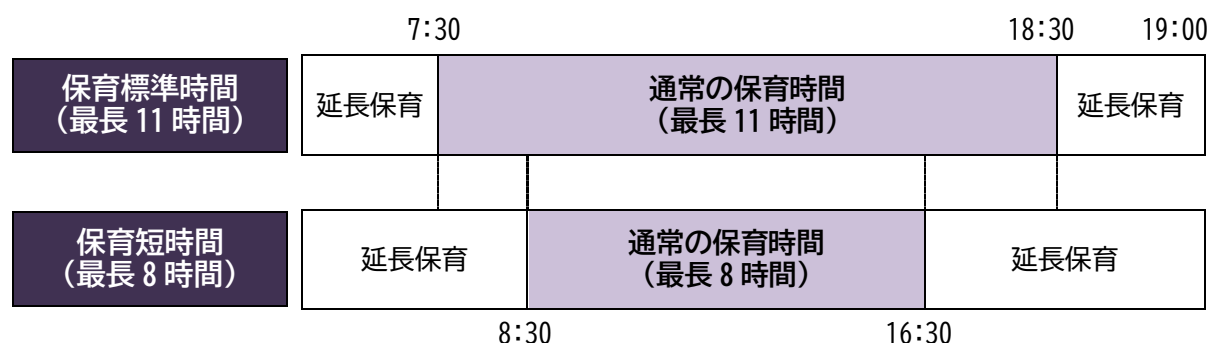 7:30 18:30 19:00
保育標準時間
（最長 11 時間）
延長保育
通常の保育時間
（最長 11 時間）
延長保育
保育短時間
（最長 8 時間）
延長保育
通常の保育時間
（最長 8 時間）
延長保育
8:30 16:30